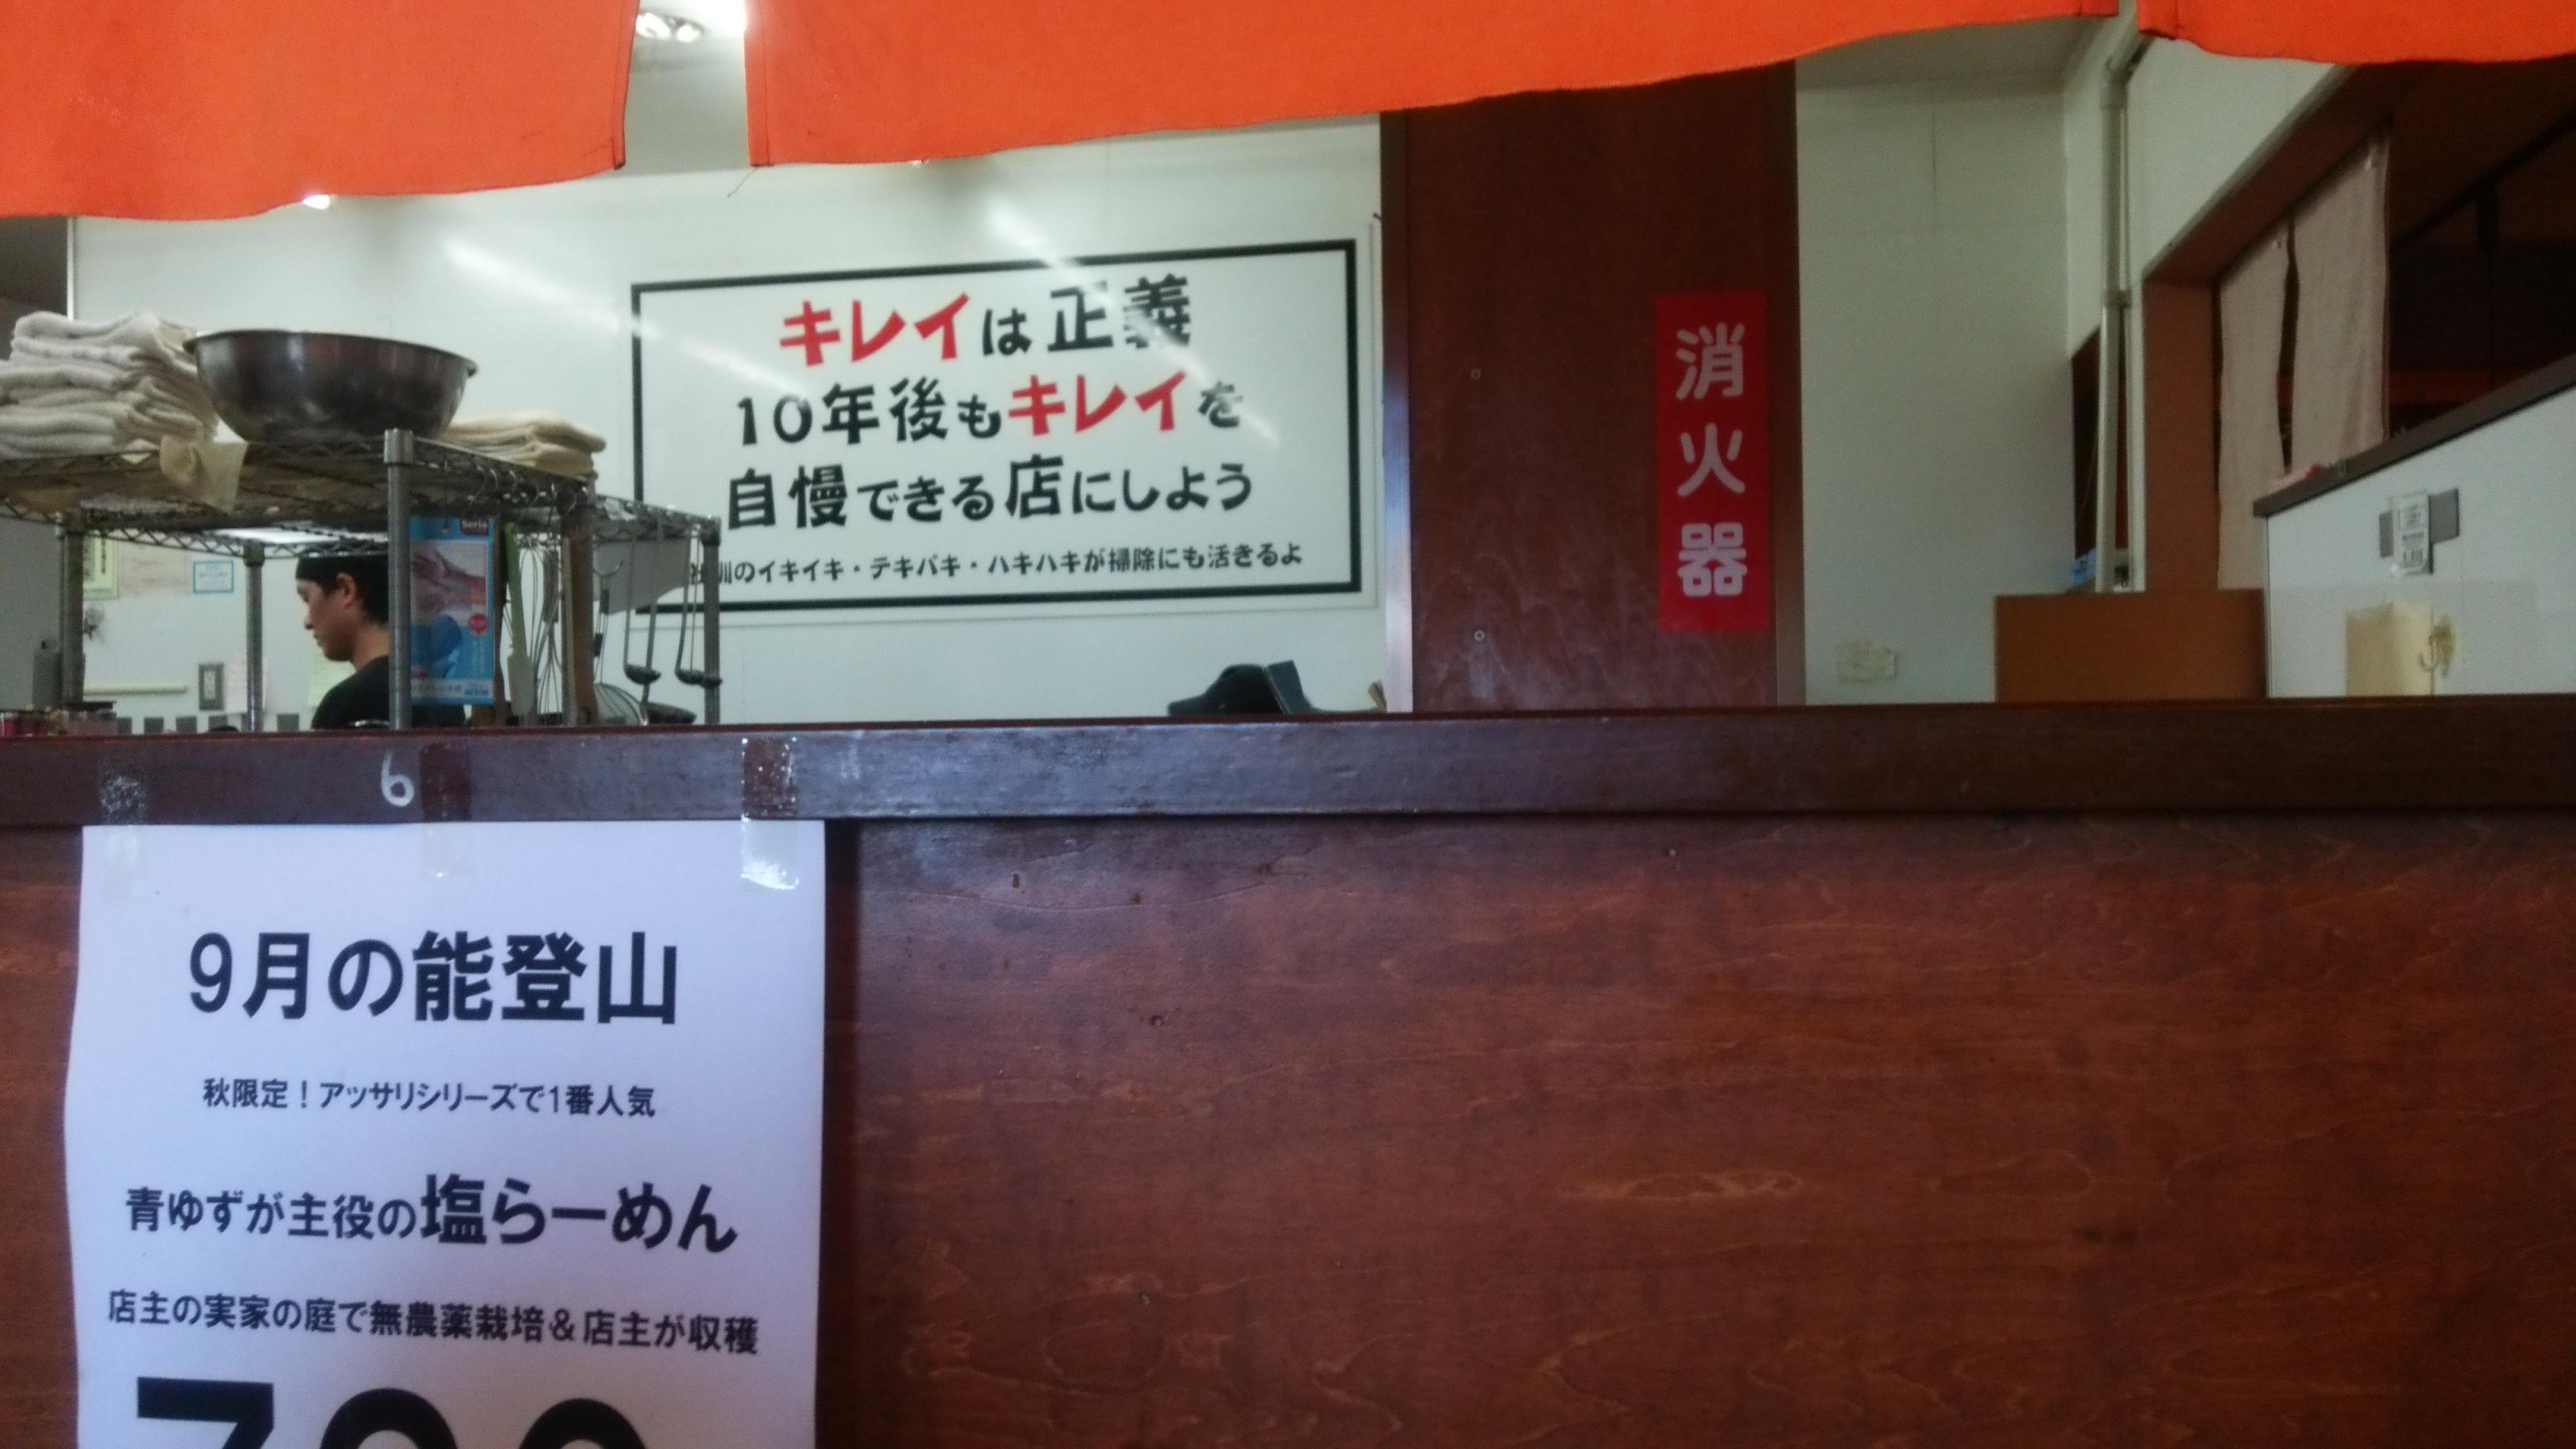 キレイは正義
10年後もキレイを
自慢できる店にしよう
訓のイキイキ・テキパキ・ハキハキが掃除にも活きるよ
消火器
Seria
6
9月の能登山
秋限定！アッサリシリーズで1番人気
青ゆずが主役の塩らーめん
店主の実家の庭で無農薬栽培＆店主が収穫